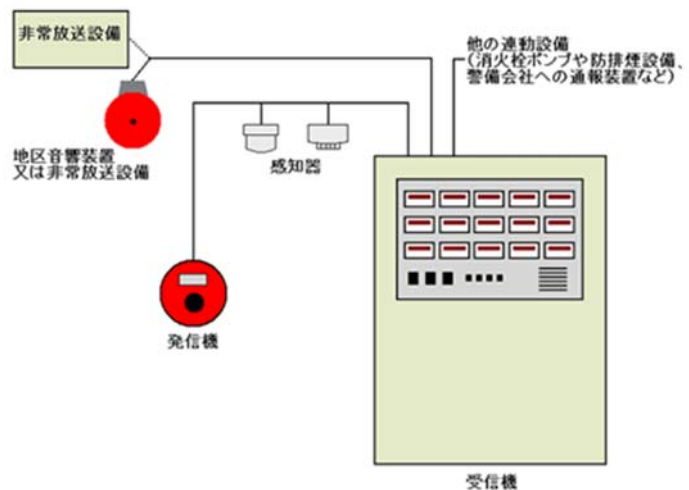 非常放送設備
他の連動設備
（消火栓ポンプや防排煙設備、
警備会社への通報装置など）
地区音響装置
又は非常放送設備
感知器
発信機
受信機